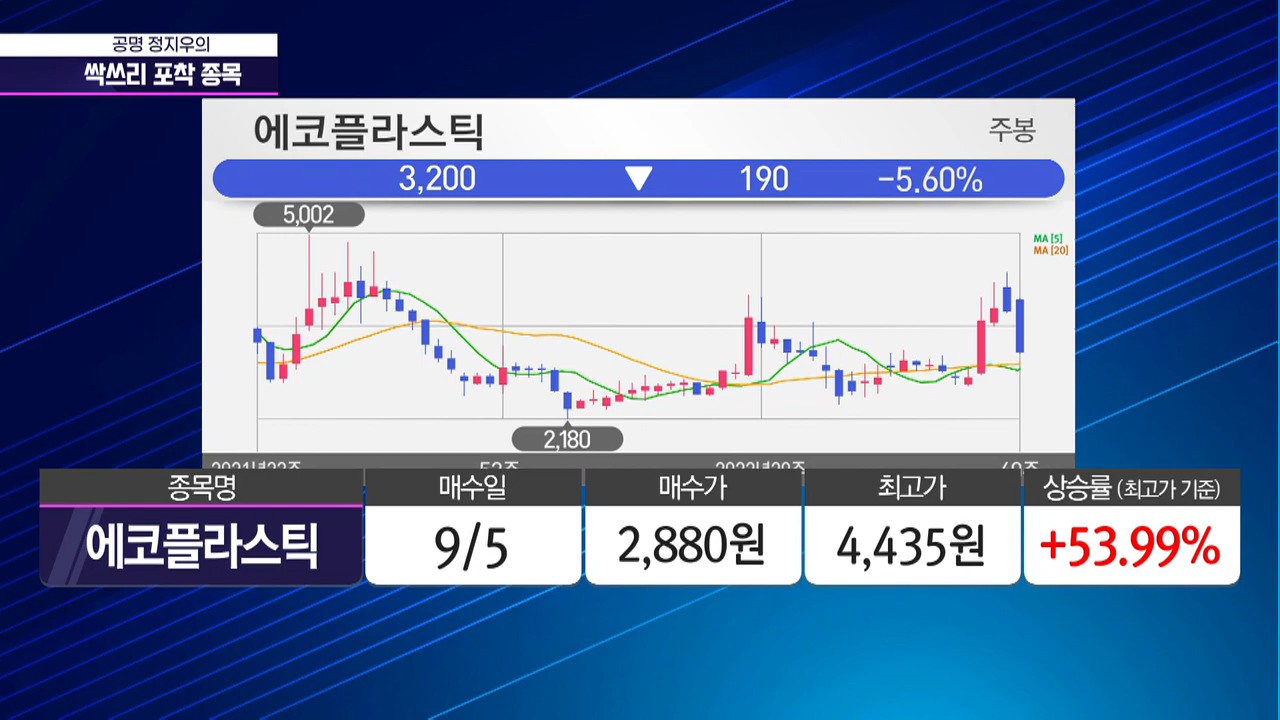 공명 정지우의
싹쓰리 포착 종목
에코플라스틱
주봉
3,200 ▼ 190 -5.60%
5,002
MA [5]
MA [20]
2,180
종목명 매수일 매수가 최고가 상승률 (최고가 기준)
에코플라스틱 9/5 2,880원 4,435원 +53.99%